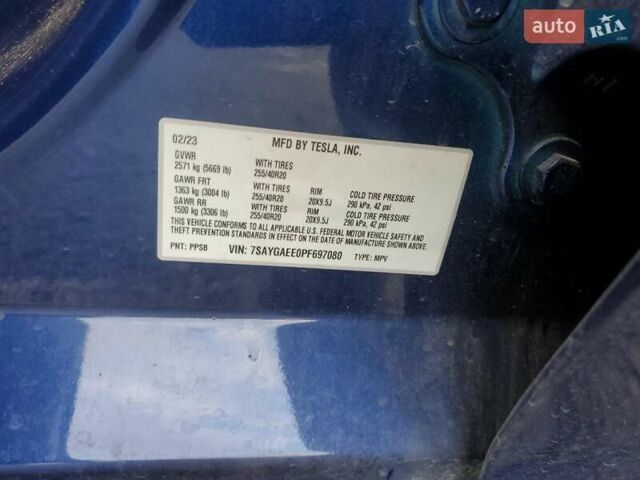 auto RIA .com
02/23 MFD BY TESLA, INC.
GVWR
2571 kg (5669 lb) WITH TIRES 255/40R20
GAWR FRT
1363 kg (3004 lb) WITH TIRES 255/40R20 RIM 20X9.5J COLD TIRE PRESSURE 290 kPa, 42 psi
GAWR RR
1500 kg (3306 lb) WITH TIRES 255/40R20 RIM 20X9.5J COLD TIRE PRESSURE 290 kPa, 42 psi
THIS VEHICLE CONFORMS TO ALL APPLICABLE U.S. FEDERAL MOTOR VEHICLE SAFETY AND
THEFT PREVENTION STANDARDS IN EFFECT ON THE DATE OF MANUFACTURE SHOWN ABOVE.
PNT: PPSB VIN: 7SAYGAEE0PF697080 TYPE: MPV